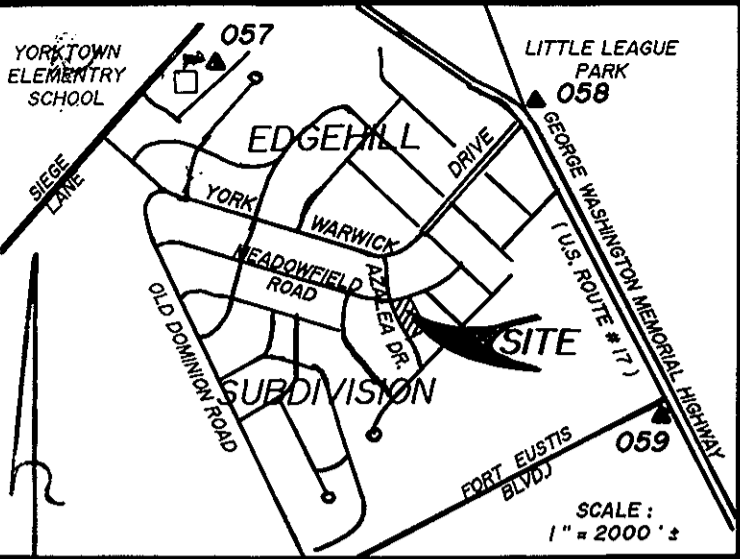 YORKTOWN
ELEMENTRY
SCHOOL
057
LITTLE LEAGUE
PARK
058
EDGEHILL
DRIVE
SIEGE
LANE
YORK
WARWICK
GEORGE WASHINGTON MEMORIAL HIGHWAY
( U.S. ROUTE # 17 )
MEADOWFIELD
ROAD
AZALEA DR.
OLD DOMINION ROAD
SITE
SUBDIVISION
059
FORT EUSTIS
BLVD.
SCALE :
1" = 2000 ' ±